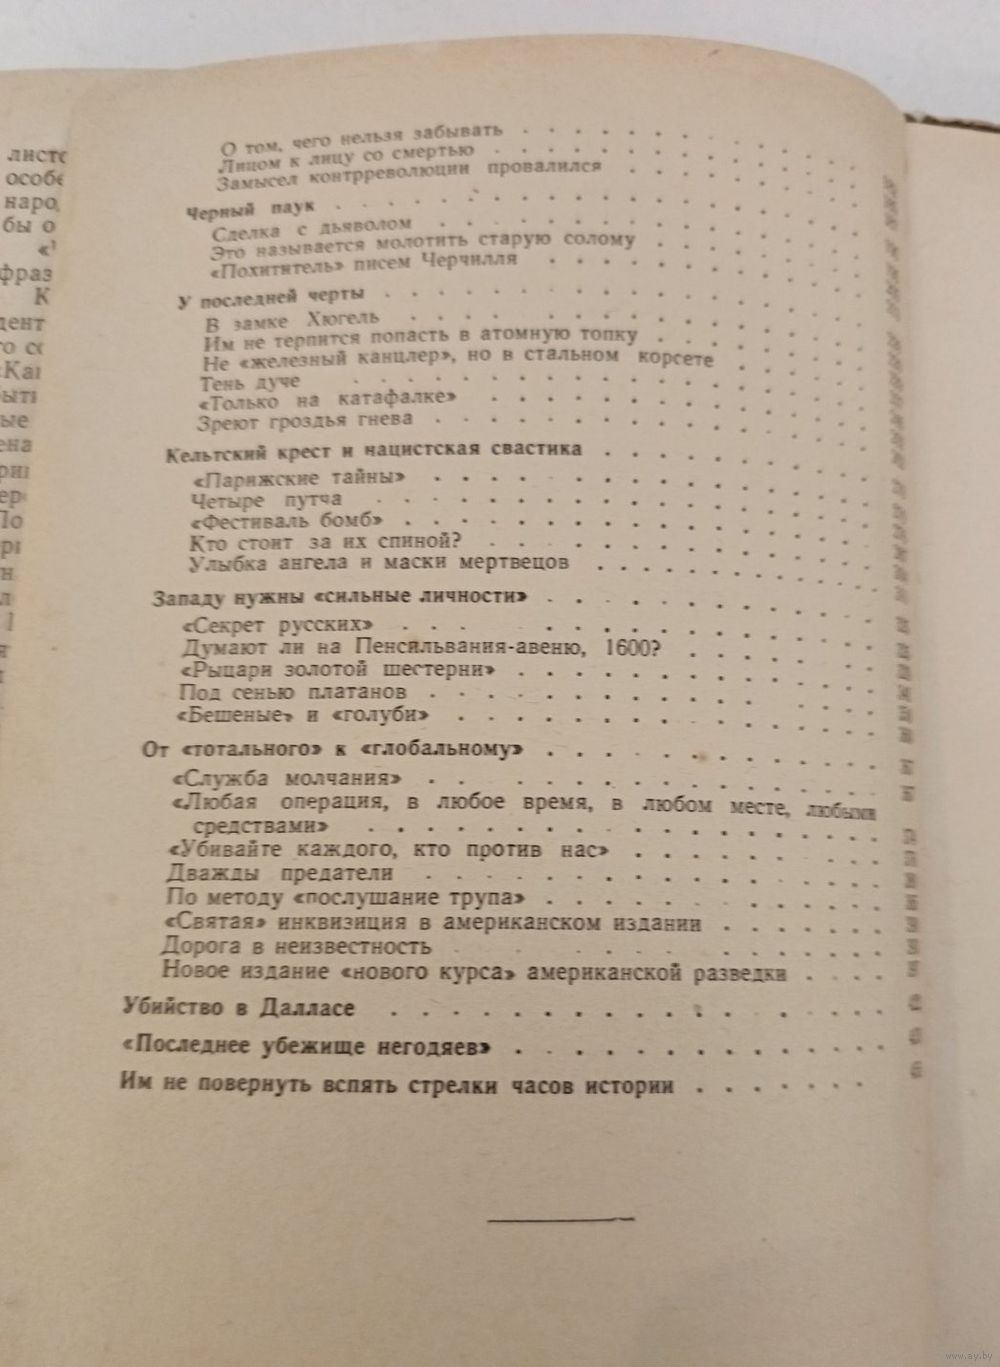 О том, чего нельзя забывать
Лицом к лицу со смертью
Замысел контрреволюции провалился
Черный паук
Сделка с дьяволом
Это называется молотить старую солому
«Похититель» писем Черчилля
У последней черты
В замке Хюгель
Им не терпится попасть в атомную топку
Не «железный канцлер», но в стальном корсете
Тень дуче
«Только на катафалке»
Зреют гроздья гнева
Кельтский крест и нацистская свастика
«Парижские тайны»
Четыре путча
«Фестиваль бомб»
Кто стоит за их спиной?
Улыбка ангела и маски мертвецов
Западу нужны «сильные личности»
«Секрет русских»
Думают ли на Пенсильвания-авеню, 1600?
«Рыцари золотой шестерни»
Под сенью платанов
«Бешеные» и «голуби»
От «тотального» к «глобальному»
«Служба молчания»
«Любая операция, в любое время, в любом месте, любыми
средствами»
«Убивайте каждого, кто против нас»
Дважды предатели
По методу «послушание трупа»
«Святая» инквизиция в американском издании
Дорога в неизвестность
Новое издание «нового курса» американской разведки
Убийство в Далласе
«Последнее убежище негодяев»
Им не повернуть вспять стрелки часов истории
www.ay.by